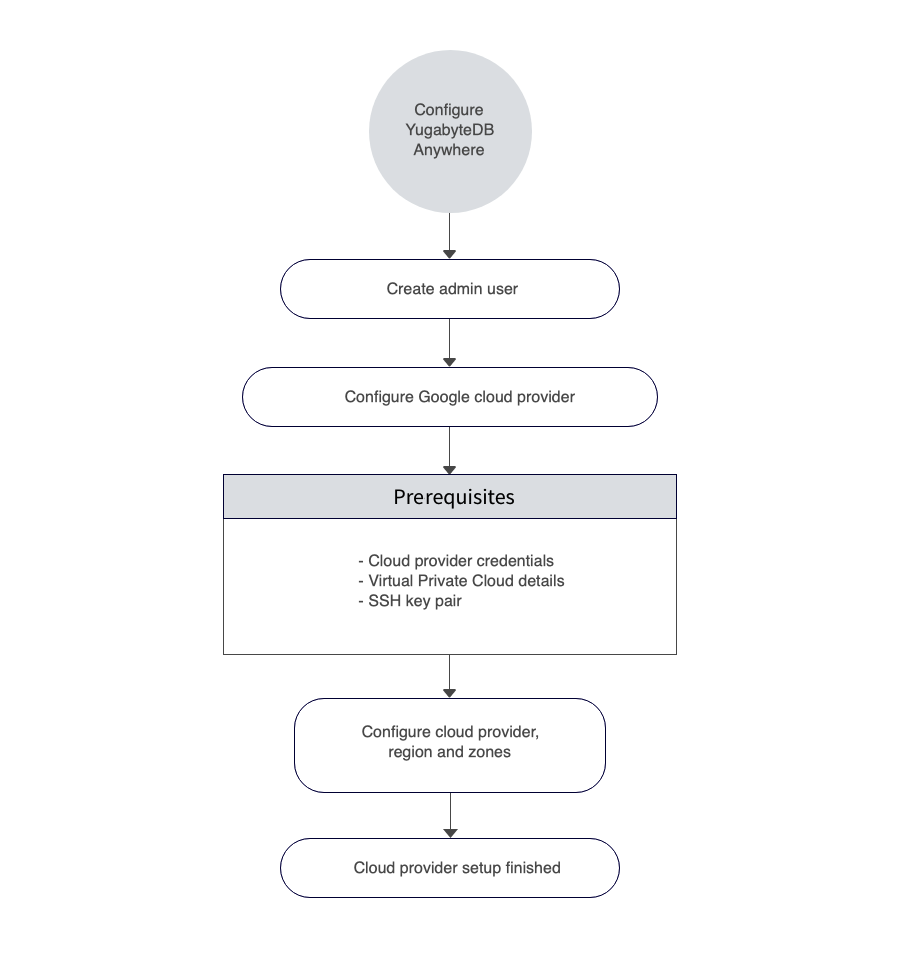 Configure
YugabyteDB
Anywhere
Create admin user
Configure Google cloud provider
Prerequisites
- Cloud provider credentials
- Virtual Private Cloud details
- SSH key pair
Configure cloud provider,
region and zones
Cloud provider setup finished